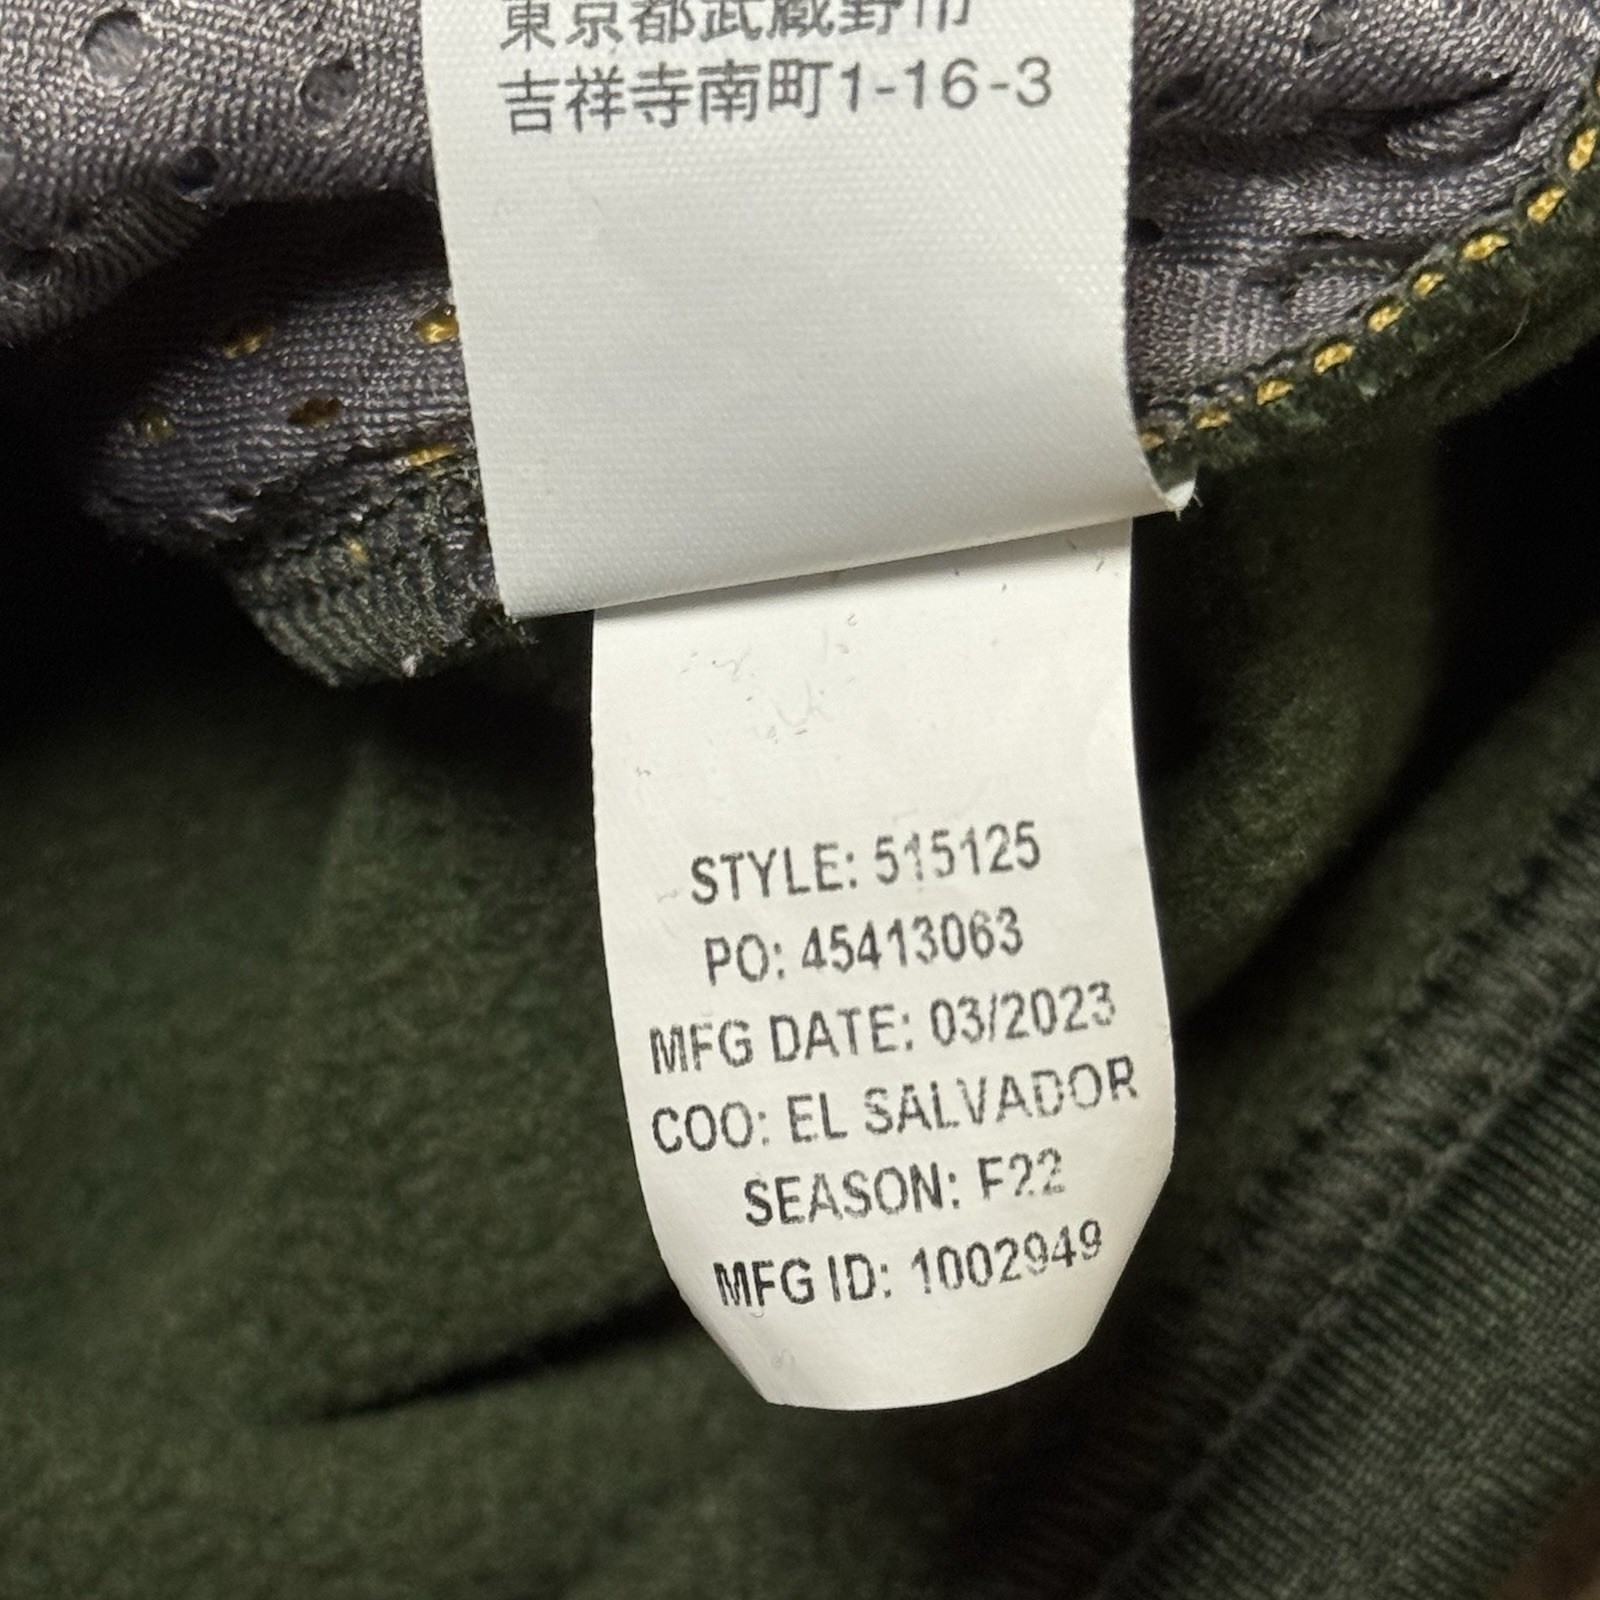 東京都武蔵野市
吉祥寺南町1-16-3
STYLE: 515125
PO: 45413063
MFG DATE: 03/2023
COO: EL SALVADOR
SEASON: F22
MFG ID: 1002949